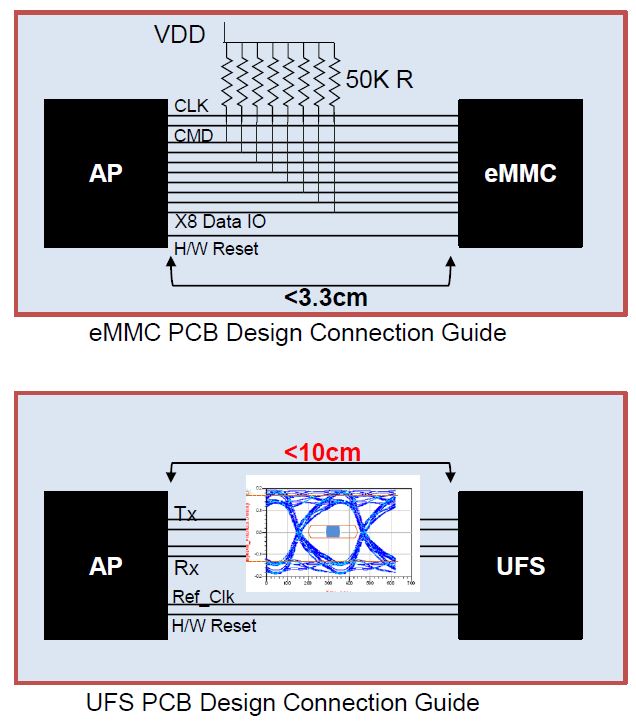 VDD
50K R
CLK
CMD
AP
eMMC
X8 Data IO
H/W Reset
<3.3cm
eMMC PCB Design Connection Guide
<10cm
Tx
AP
UFS
Rx
Ref_Clk
H/W Reset
UFS PCB Design Connection Guide